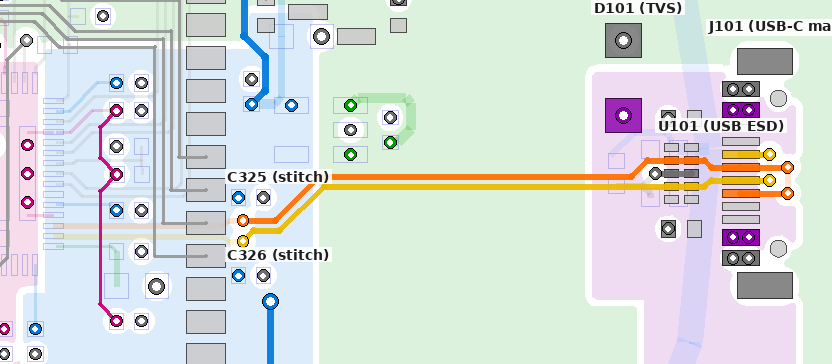 D101 (TVS)
J101 (USB-C ma
U101 (USB ESD)
C325 (stitch)
C326 (stitch)